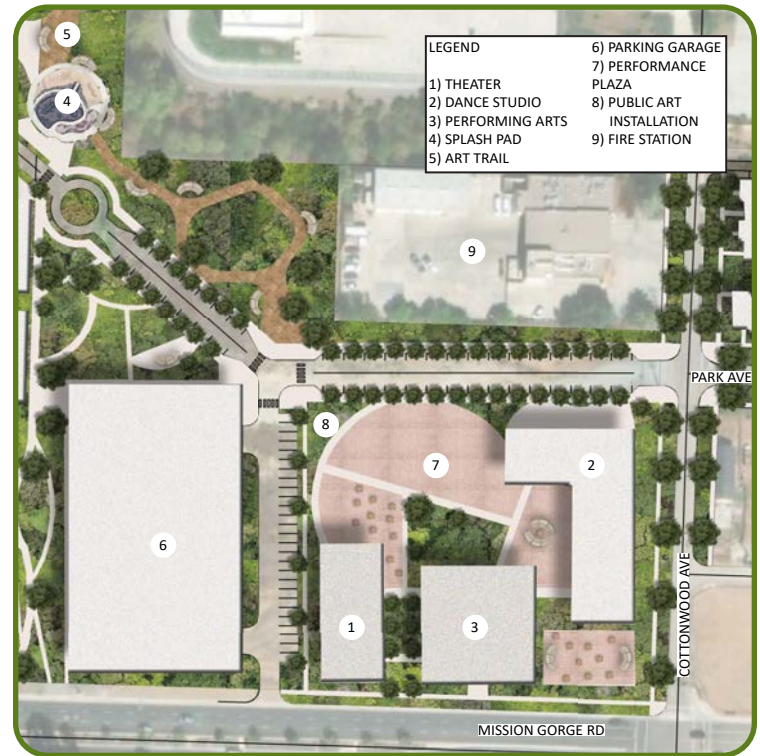 5
4
LEGEND
1) THEATER
2) DANCE STUDIO
3) PERFORMING ARTS
4) SPLASH PAD
5) ART TRAIL
6) PARKING GARAGE
7) PERFORMANCE
PLAZA
8) PUBLIC ART
INSTALLATION
9) FIRE STATION
9
PARK AVE
8
7
2
6
1
3
COTTONWOOD AVE
MISSION GORGE RD